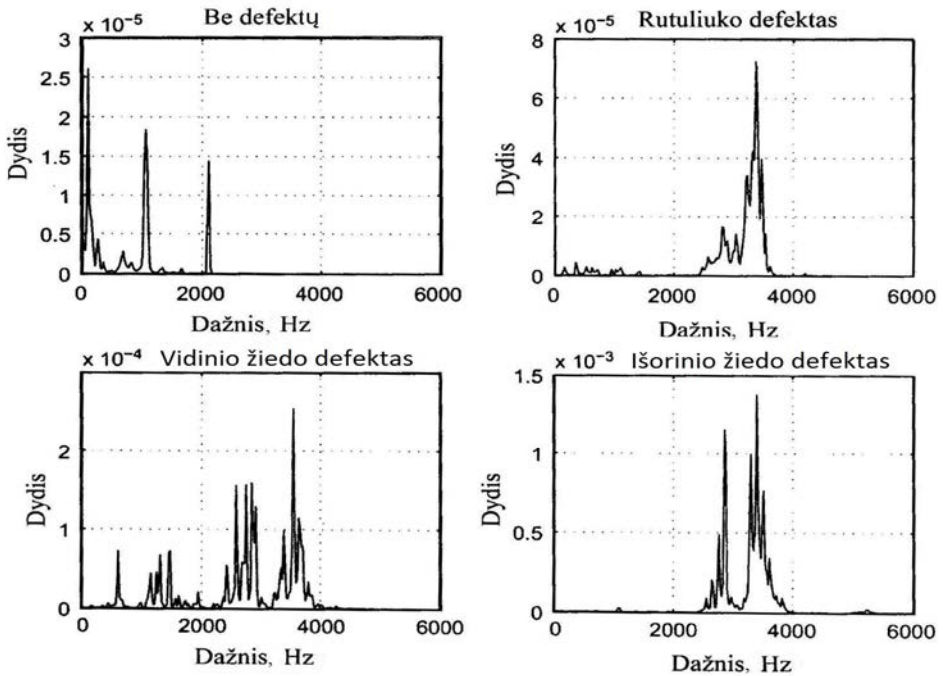 × 10⁻⁵ Be defektų
3
2.5
2
1.5
1
0.5
0
Dydis
0 2000 4000 6000
Dažnis, Hz
× 10⁻⁵ Rutuliuko defektas
8
6
4
2
0
Dydis
0 2000 4000 6000
Dažnis, Hz
× 10⁻⁴ Vidinio žiedo defektas
2
1
0
Dydis
0 2000 4000 6000
Dažnis, Hz
× 10⁻³ Išorinio žiedo defektas
1.5
1
0.5
0
Dydis
0 2000 4000 6000
Dažnis, Hz